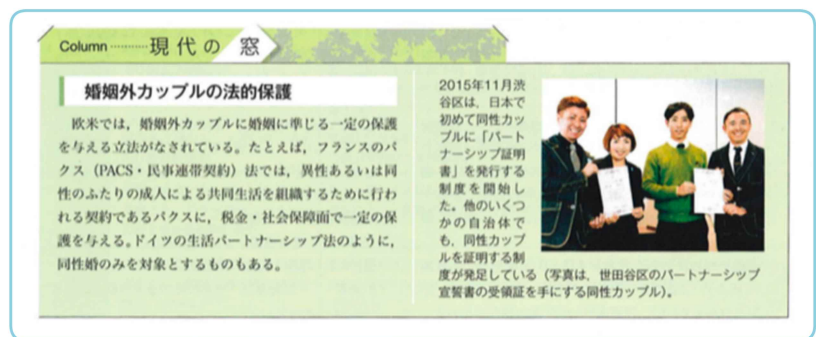 Column …………現代の窓
婚姻外カップルの法的保護
欧米では，婚姻外カップルに婚姻に準じる一定の保護
を与える立法がなされている。たとえば，フランスのパ
クス（PACS・民事連帯契約）法では，異性あるいは同
性のふたりの成人による共同生活を組織するために行わ
れる契約であるパクスに，税金・社会保障面で一定の保
護を与える。ドイツの生活パートナーシップ法のように，
同性婚のみを対象とするものもある。
2015年11月渋
谷区は，日本で
初めて同性カッ
プルに「パート
ナーシップ証明
書」を発行する
制度を開始し
た。他のいくつ
かの自治体で
も，同性カップ
ルを証明する制
度が発足している（写真は，世田谷区のパートナーシップ
宣誓書の受領証を手にする同性カップル）。